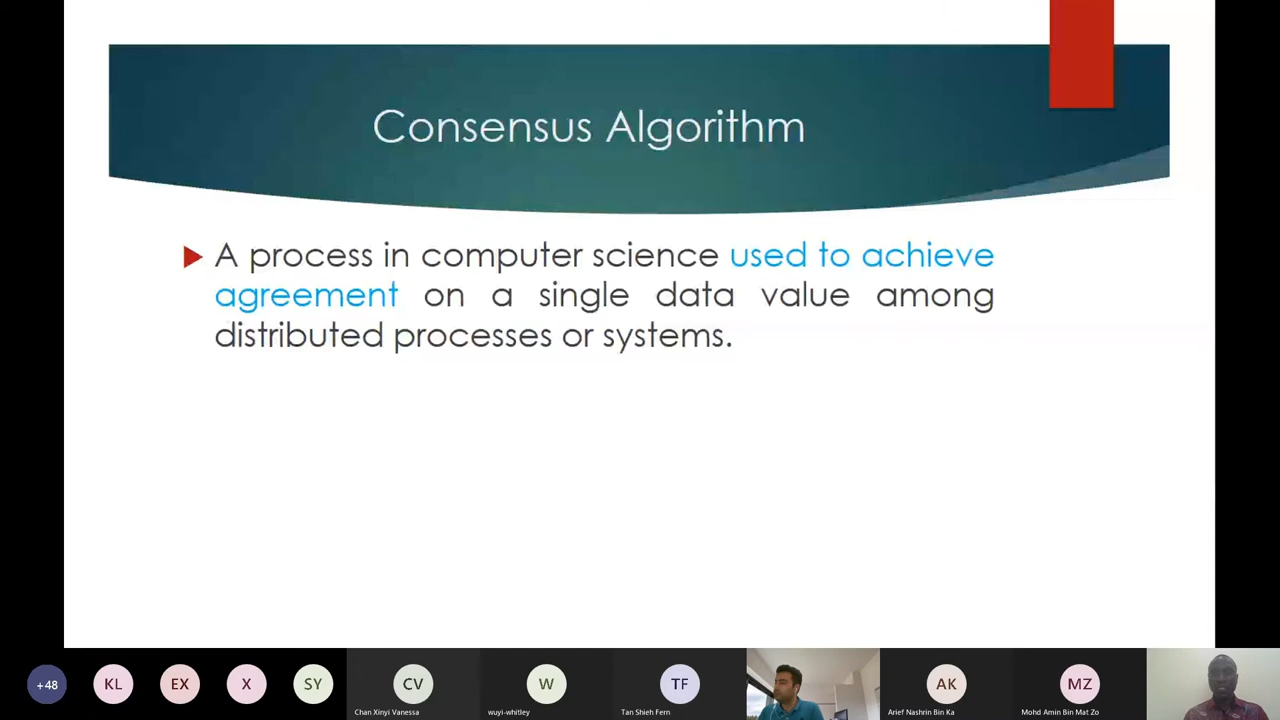 Consensus Algorithm
A process in computer science used to achieve
agreement on a single data value among
distributed processes or systems.
+48
KL
EX
X
SY
CV
W
TF
AK
MZ
Chan Xinyi Vanessa
wuyi-whitley
Tan Shieh Fern
Arief Nashrin Bin Ka
Mohd Amin Bin Mat Zo